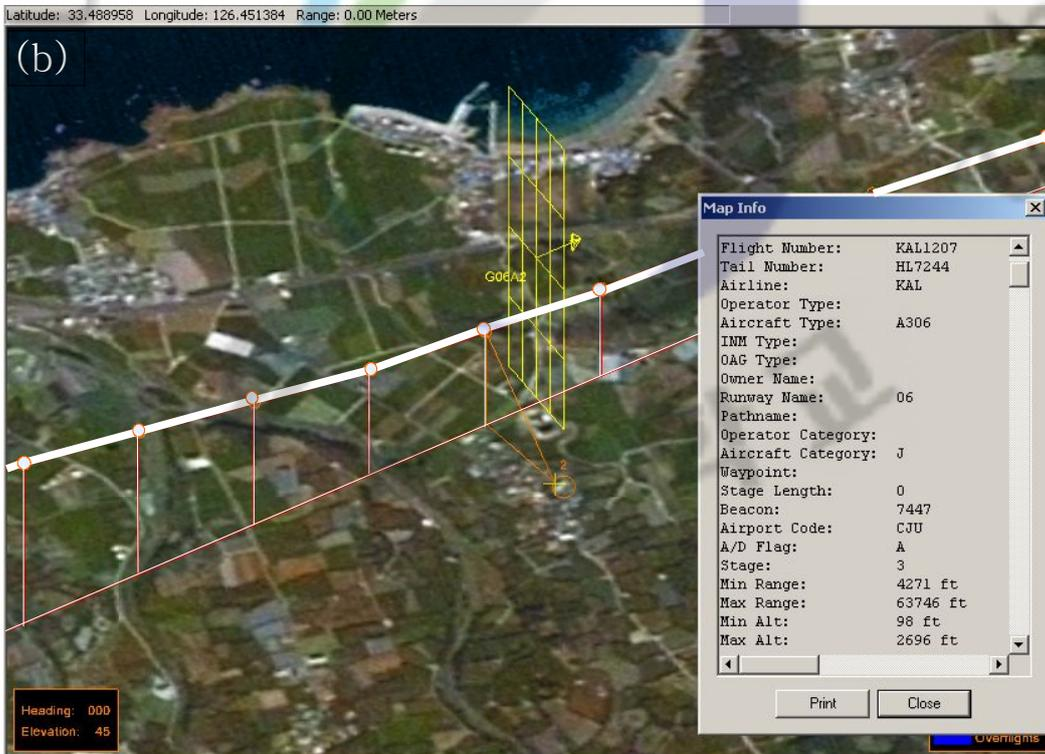 Latitude: 33.488958 Longitude: 126.451384 Range: 0.00 Meters
(b)
G06A2
2
Map Info
Flight Number: KAL1207
Tail Number: HL7244
Airline: KAL
Operator Type:
Aircraft Type: A306
INM Type:
OAG Type:
Owner Name:
Runway Name: 06
Pathname:
Operator Category:
Aircraft Category: J
Waypoint:
Stage Length: 0
Beacon: 7447
Airport Code: CJU
A/D Flag: A
Stage: 3
Min Range: 4271 ft
Max Range: 63746 ft
Min Alt: 98 ft
Max Alt: 2696 ft
Print Close
Heading: 000
Elevation: 45
Overflights